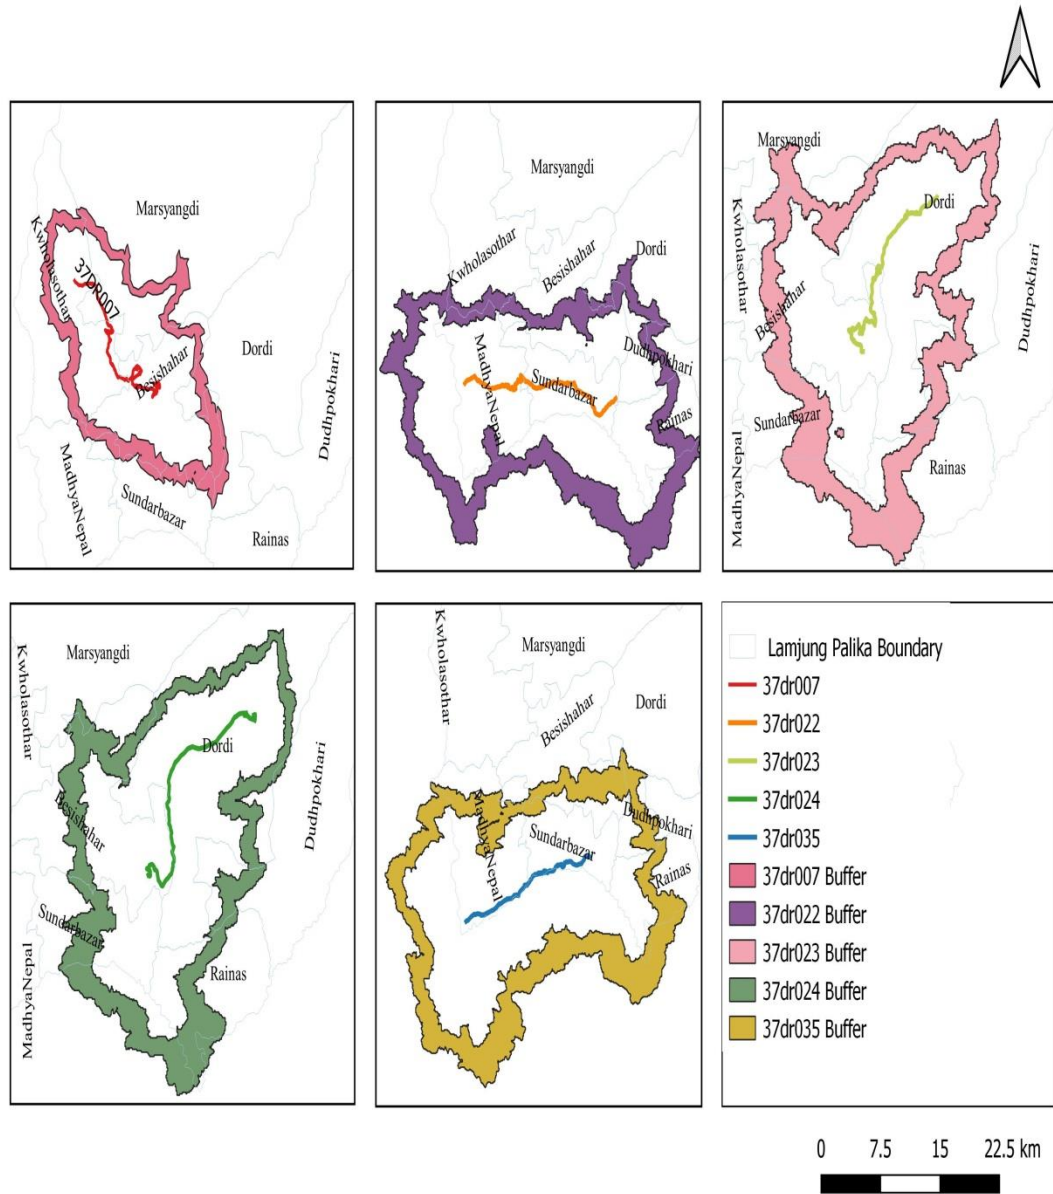 Marsyangdi
Kwholasothar
37DR007
Dordi
Besishahar
Dudhpokhari
MadhyaNepal
Sundarbazar
Rainas
Marsyangdi
Kwholasothar
Besishahar
Dordi
Dudhpokhari
MadhyaNepal
Sundarbazar
Rainas
Marsyangdi
Kwholasothar
Dordi
Dudhpokhari
Besishahar
Sundarbazar
MadhyaNepal
Rainas
Kwholasothar
Marsyangdi
Dordi
Dudhpokhari
Besishahar
Sundarbazar
MadhyaNepal
Rainas
Kwholasothar
Marsyangdi
Besishahar
Dordi
MadhyaNepal
Dudhpokhari
Sundarbazar
Rainas
Lamjung Palika Boundary
37dr007
37dr022
37dr023
37dr024
37dr035
37dr007 Buffer
37dr022 Buffer
37dr023 Buffer
37dr024 Buffer
37dr035 Buffer
0 7.5 15 22.5 km